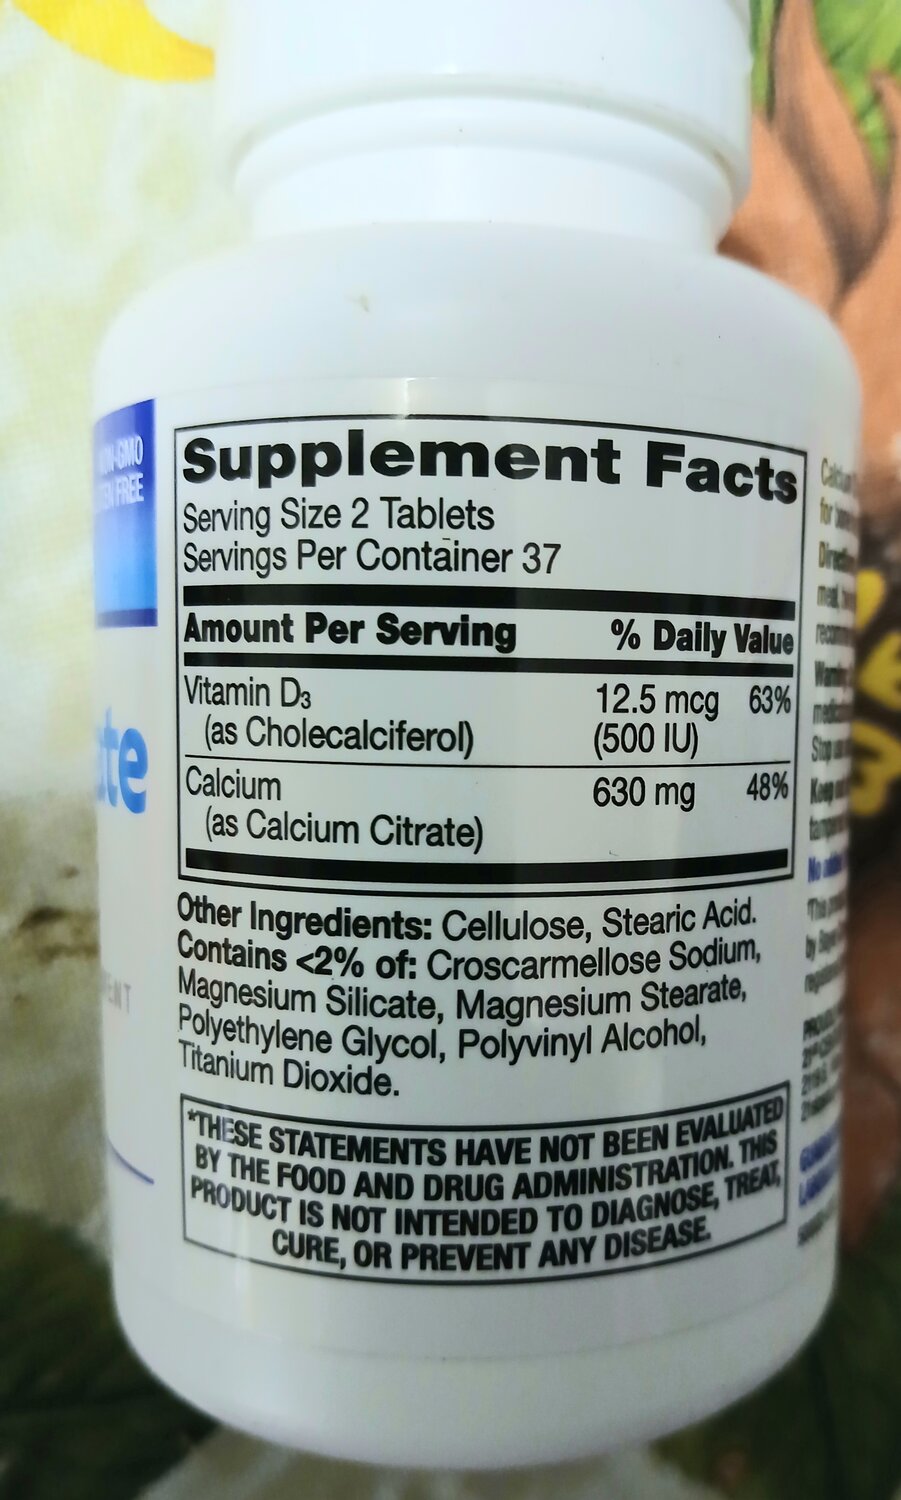 GMO
FREE
Supplement Facts
Serving Size 2 Tablets
Servings Per Container 37
Amount Per Serving % Daily Value
Vitamin D3 12.5 mcg 63%
(as Cholecalciferol) (500 IU)
Calcium 630 mg 48%
(as Calcium Citrate)
Other Ingredients: Cellulose, Stearic Acid.
Contains <2% of: Croscarmellose Sodium,
Magnesium Silicate, Magnesium Stearate,
Polyethylene Glycol, Polyvinyl Alcohol,
Titanium Dioxide.
*THESE STATEMENTS HAVE NOT BEEN EVALUATED
BY THE FOOD AND DRUG ADMINISTRATION. THIS
PRODUCT IS NOT INTENDED TO DIAGNOSE, TREAT,
CURE, OR PREVENT ANY DISEASE.
for
No